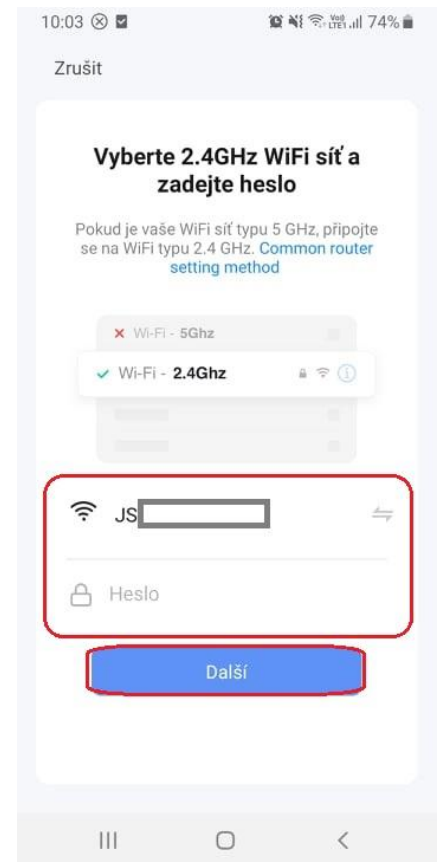 10:03 74%
Zrušit
Vyberte 2.4GHz WiFi síť a
zadejte heslo
Pokud je vaše WiFi síť typu 5 GHz, připojte
se na WiFi typu 2.4 GHz. Common router
setting method
Wi-Fi - 5Ghz
Wi-Fi - 2.4Ghz
JS
Heslo
Další